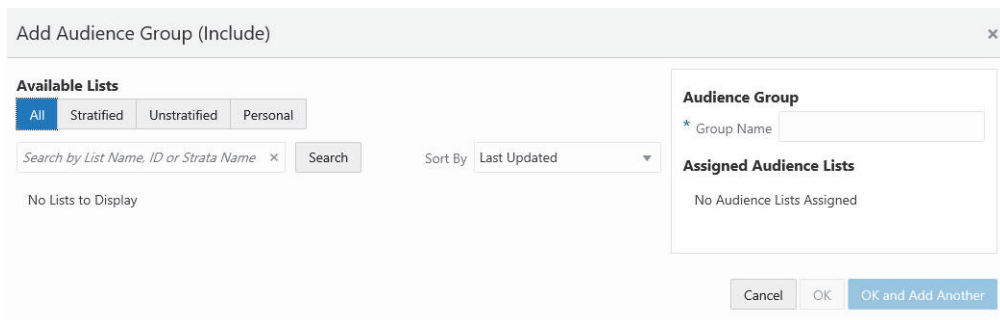 Add Audience Group (Include)
×
Available Lists
All Stratified Unstratified Personal
Search by List Name, ID or Strata Name × Search Sort By Last Updated
No Lists to Display
Audience Group
* Group Name
Assigned Audience Lists
No Audience Lists Assigned
Cancel OK OK and Add Another